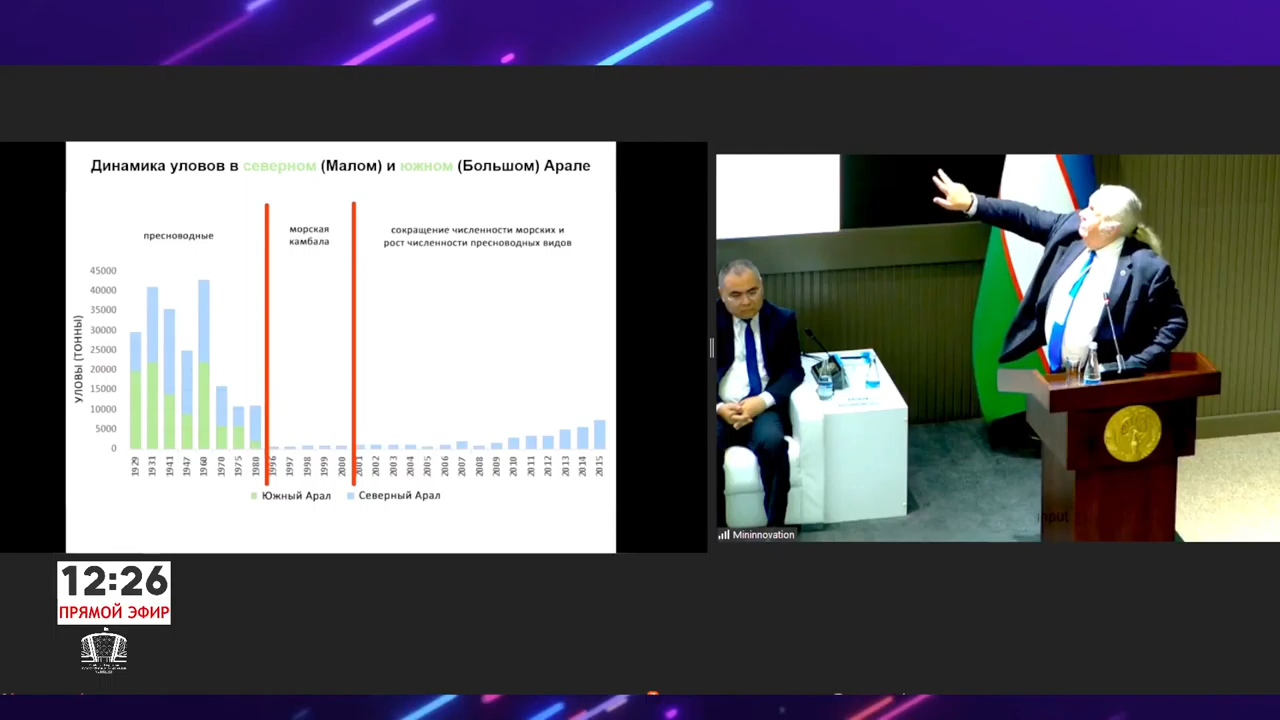 Динамика уловов в северном (Малом) и южном (Большом) Арале
пресноводные
морская
камбала
сокращение численности морских и
рост численности пресноводных видов
УЛОВЫ (ТОННЫ)
45000
40000
35000
30000
25000
20000
15000
10000
5000
0
1929 1931 1941 1947 1960 1970 1975 1980 1996 1997 1998 1999 2000 2001 2002 2003 2004 2005 2006 2007 2008 2009 2010 2011 2012 2013 2014 2015
Южный Арал Северный Арал
Mininnovation
12:26
ПРЯМОЙ ЭФИР